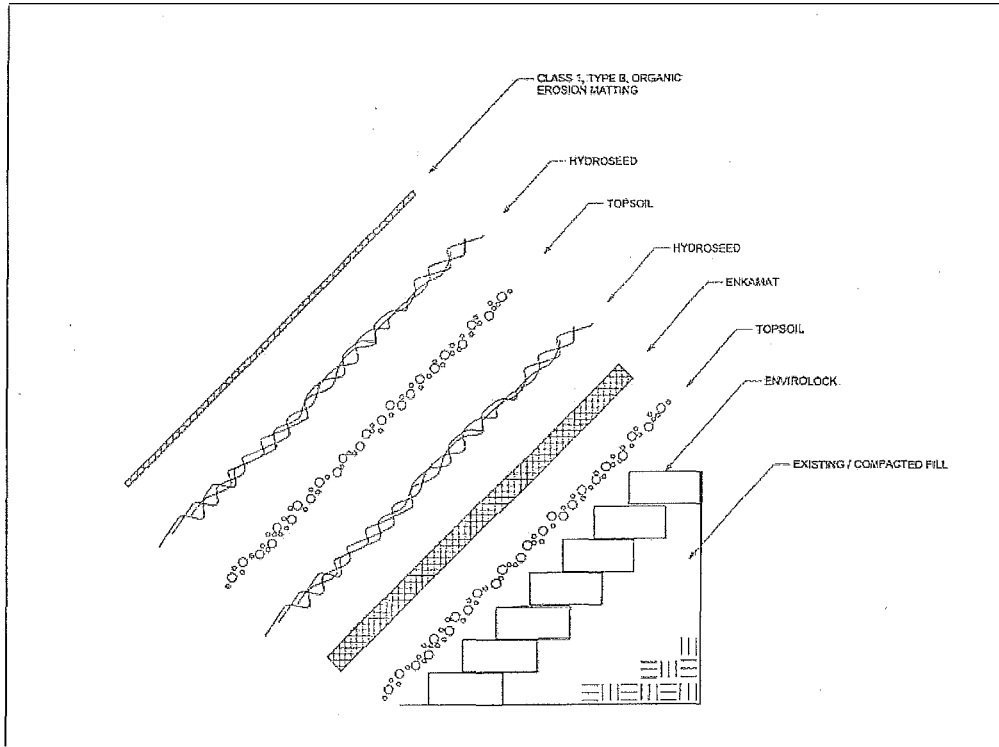 CLASS 1, TYPE B, ORGANIC
EROSION MATTING
HYDROSEED
TOPSOIL
HYDROSEED
ENKAMAT
TOPSOIL
ENVIROLOCK
EXISTING / COMPACTED FILL